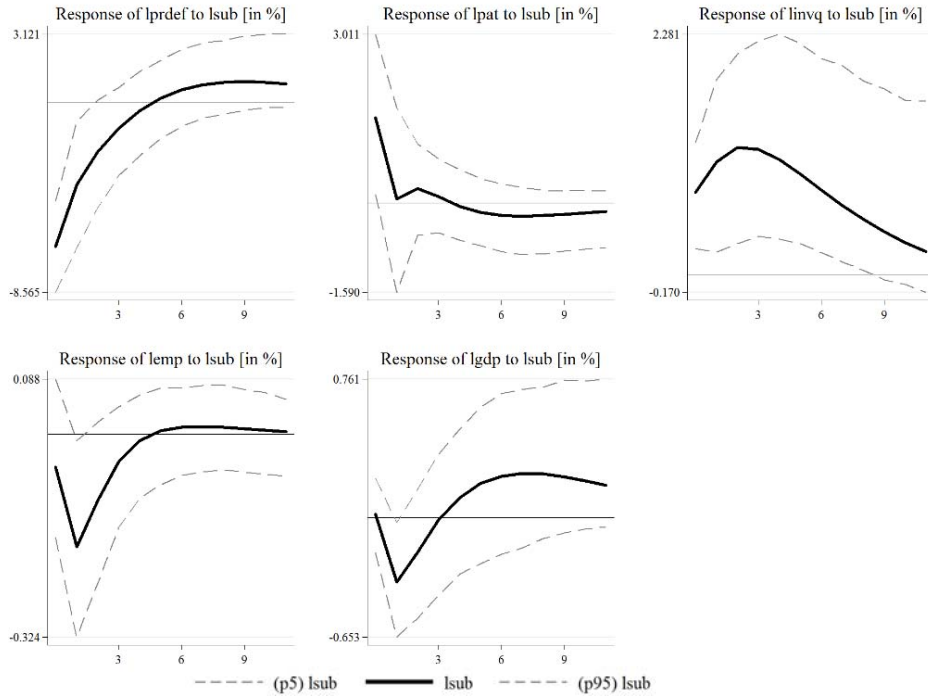 Response of lprdef to lsub [in %]
3.121
-8.565
3 6 9
Response of lpat to lsub [in %]
3.011
-1.590
3 6 9
Response of linvq to lsub [in %]
2.281
-0.170
3 6 9
Response of lemp to lsub [in %]
0.088
-0.324
3 6 9
Response of lgdp to lsub [in %]
0.761
-0.653
3 6 9
(p5) lsub lsub (p95) lsub